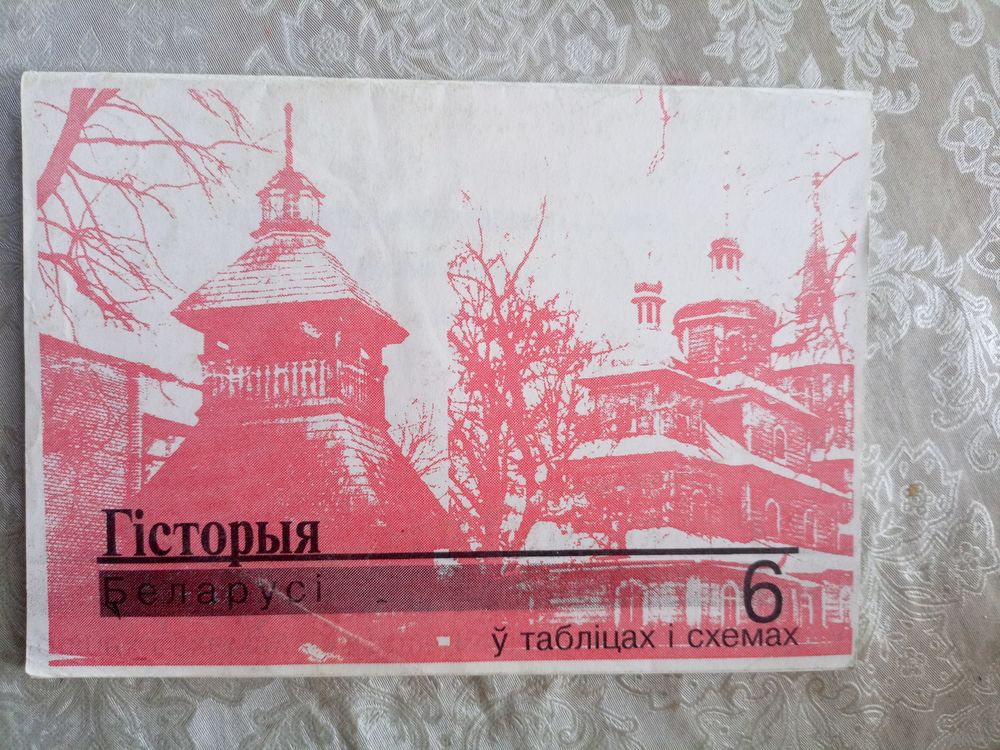 Гісторыя
Беларусі
6
ў табліцах і схемах